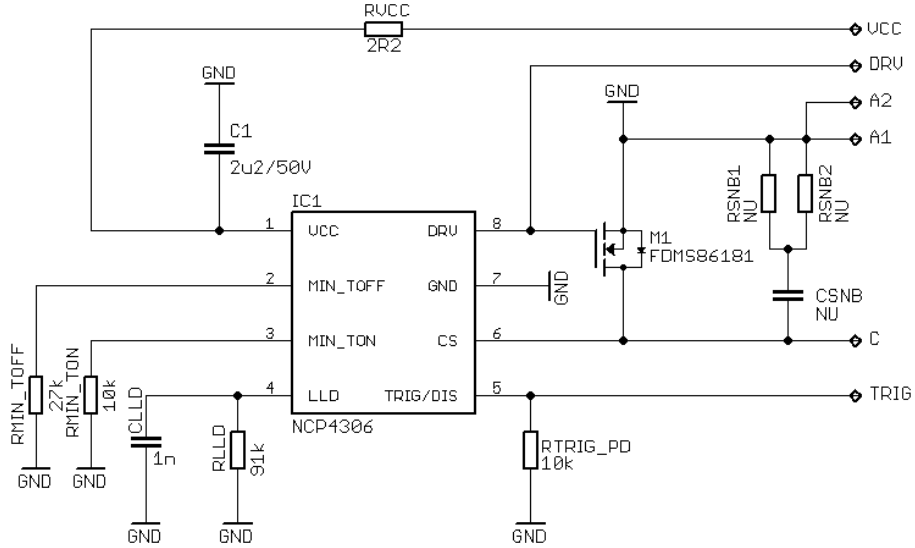 RVCC
2R2
VCC
DRV
A2
A1
GND
C1
2u2/50V
GND
RSNB1
NU
RSNB2
NU
IC1
1
VCC
DRV
8
M1
FDMS86181
2
MIN_TOFF
GND
7
GND
CSNB
NU
3
MIN_TON
CS
6
C
4
LLD
TRIG/DIS
5
TRIG
NCP4306
RMIN_TOFF
27k
RMIN_TON
10k
CLLD
1n
RLLD
91k
RTRIG_PD
10k
GND
GND
GND
GND
GND